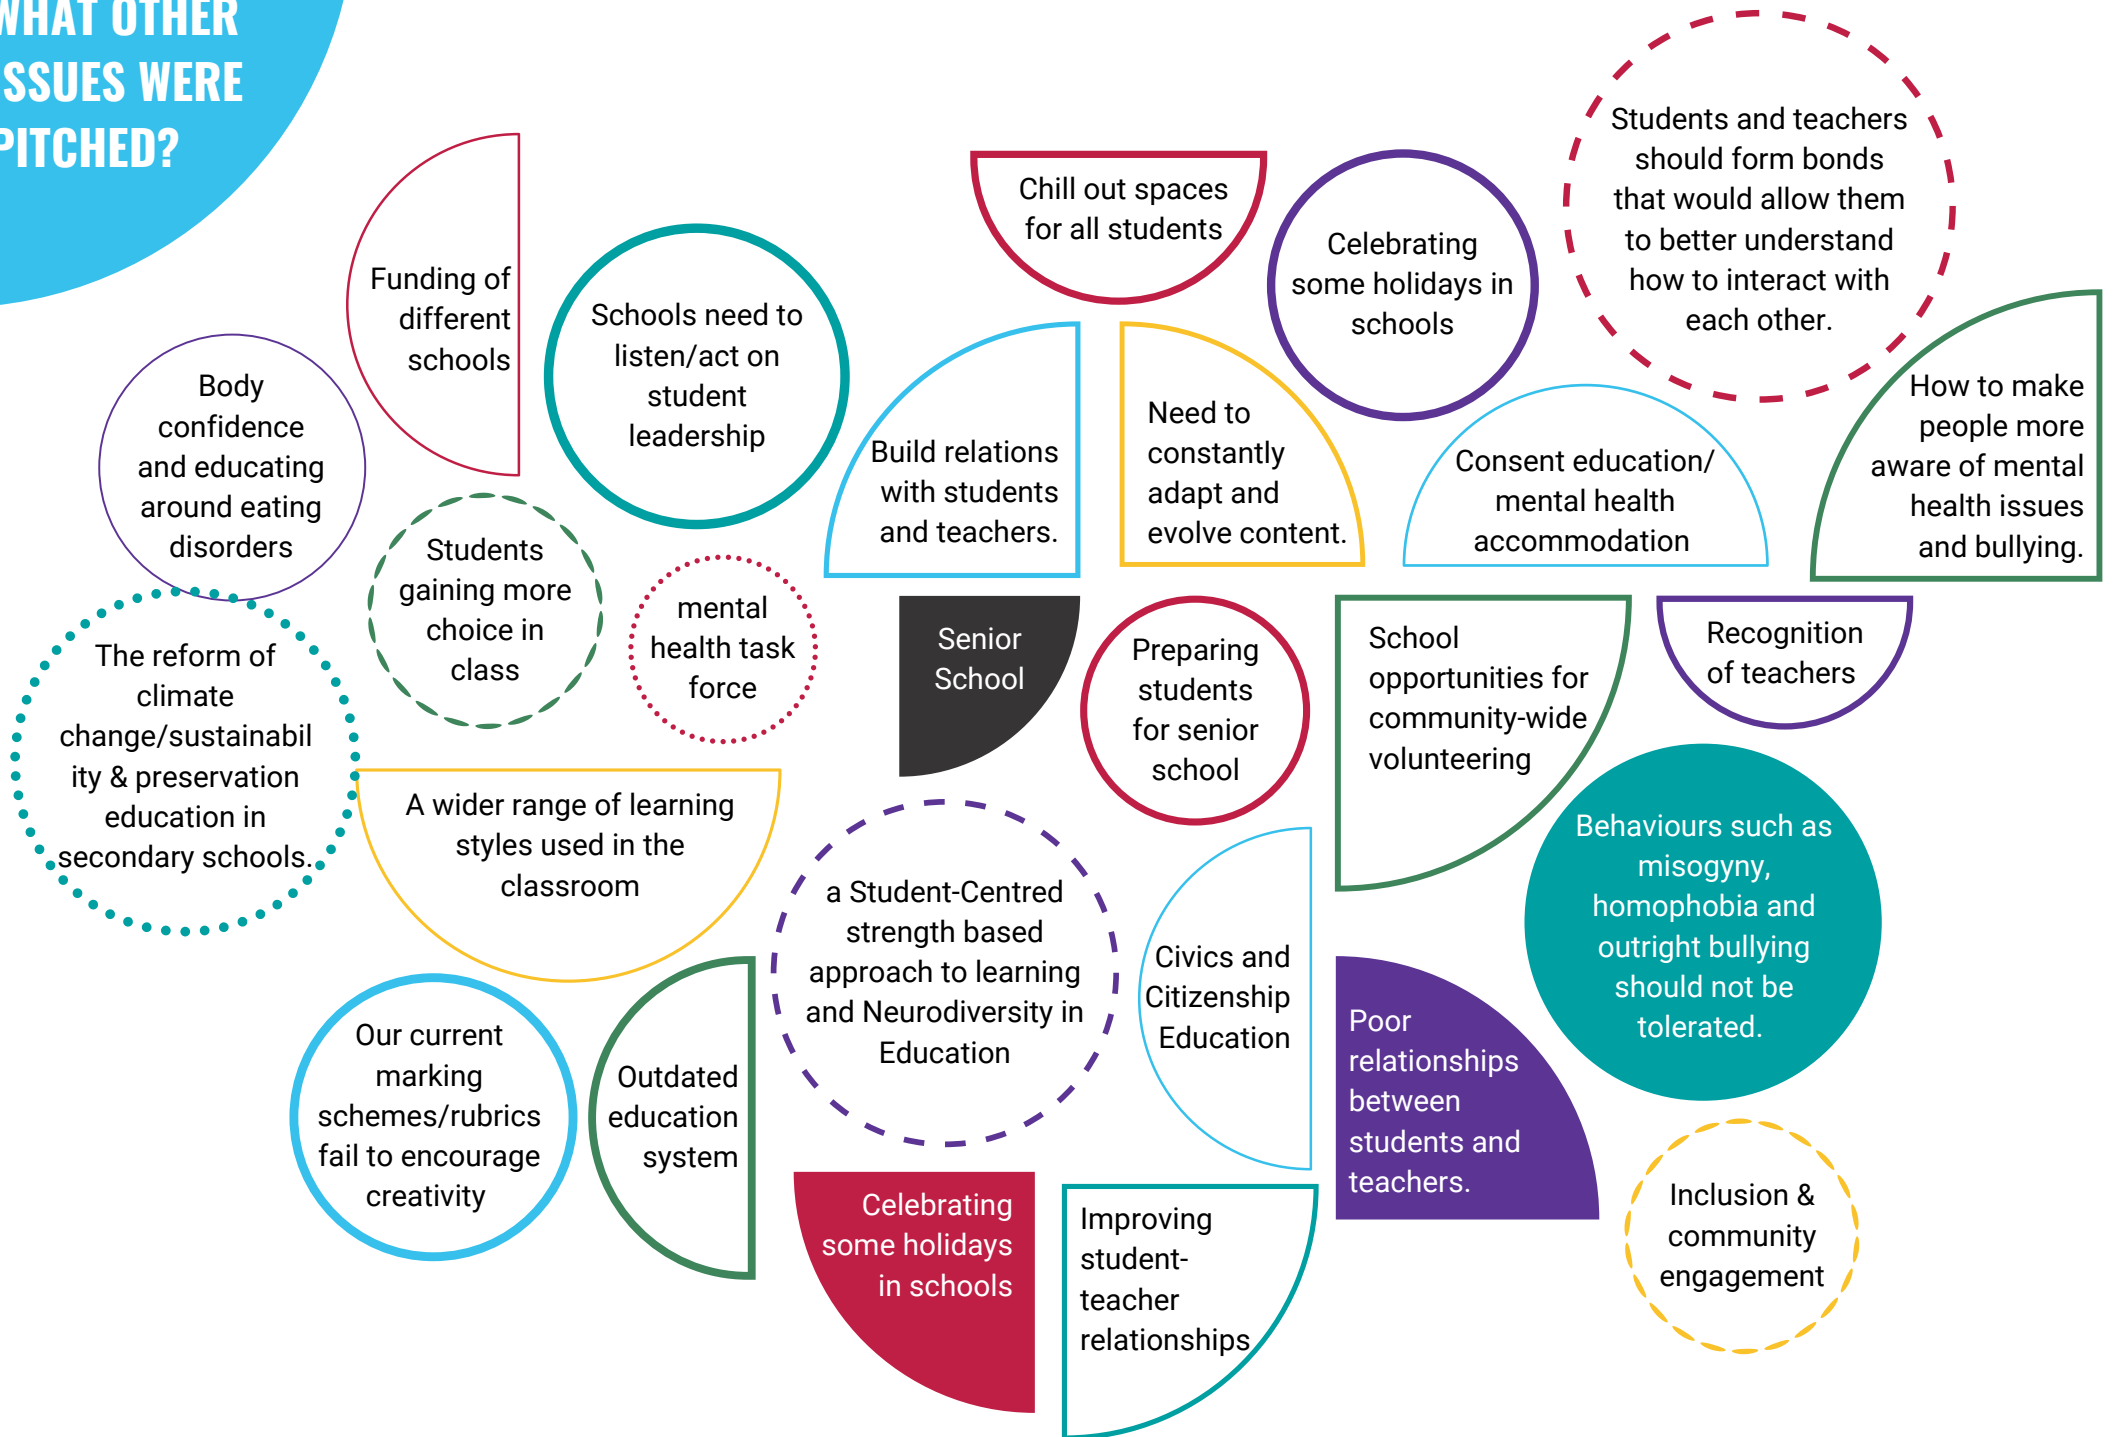 WHAT OTHER
ISSUES WERE
PITCHED?
Funding of
different
schools
Schools need to
listen/act on
student
leadership
Chill out spaces
for all students
Celebrating
some holidays in
schools
Students and teachers
should form bonds
that would allow them
to better understand
how to interact with
each other.
Body
confidence
and educating
around eating
disorders
Students
gaining more
choice in
class
mental
health task
force
Build relations
with students
and teachers.
Need to
constantly
adapt and
evolve content.
Consent education/
mental health
accommodation
How to make
people more
aware of mental
health issues
and bullying.
The reform of
climate
change/sustainabil
ity & preservation
education in
secondary schools.
Senior
School
Preparing
students
for senior
school
School
opportunities for
community-wide
volunteering
Recognition
of teachers
A wider range of learning
styles used in the
classroom
a Student-Centred
strength based
approach to learning
and Neurodiversity in
Education
Civics and
Citizenship
Education
Behaviours such as
misogyny,
homophobia and
outright bullying
should not be
tolerated.
Our current
marking
schemes/rubrics
fail to encourage
creativity
Outdated
education
system
Poor
relationships
between
students and
teachers.
Celebrating
some holidays
in schools
Improving
student-
teacher
relationships
Inclusion &
community
engagement